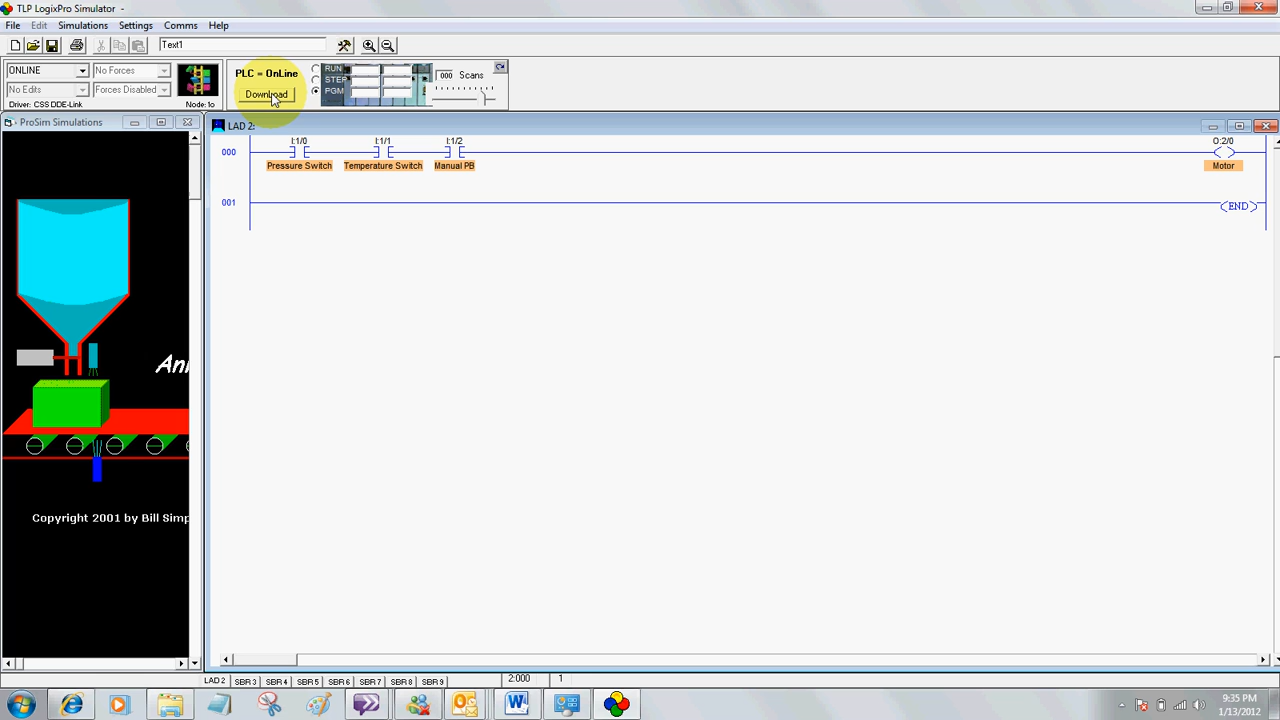 TLP LogixPro Simulator -
File Edit Simulations Settings Comms Help
Text1
ONLINE No Forces
No Edits Forces Disabled
Driver: CSS DDE-Link Node: 1o
PLC = OnLine
Download
RUN
STEP
PGM
000 Scans
ProSim Simulations
Copyright 2001 by Bill Simp
LAD 2:
I:1/0 I:1/1 I:1/2 O:2/0
000
Pressure Switch Temperature Switch Manual PB Motor
001
END
LAD 2 SBR 3 SBR 4 SBR 5 SBR 6 SBR 7 SBR 8 SBR 9 2:000 1
9:35 PM
1/13/2012